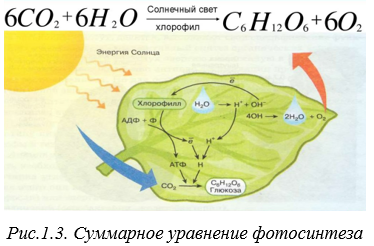 Солнечный свет
6CO₂+6H₂O → C₆H₁₂O₆+6O₂
хлорофил
Энергия Солнца
ē
Хлорофилл H₂O → H⁺ + OH⁻
4OH → 2H₂O + O₂
АДФ + Ф
ē H⁺
АТФ H
CO₂ → C₆H₁₂O₆
Глюкоза
Рис.1.3. Суммарное уравнение фотосинтеза